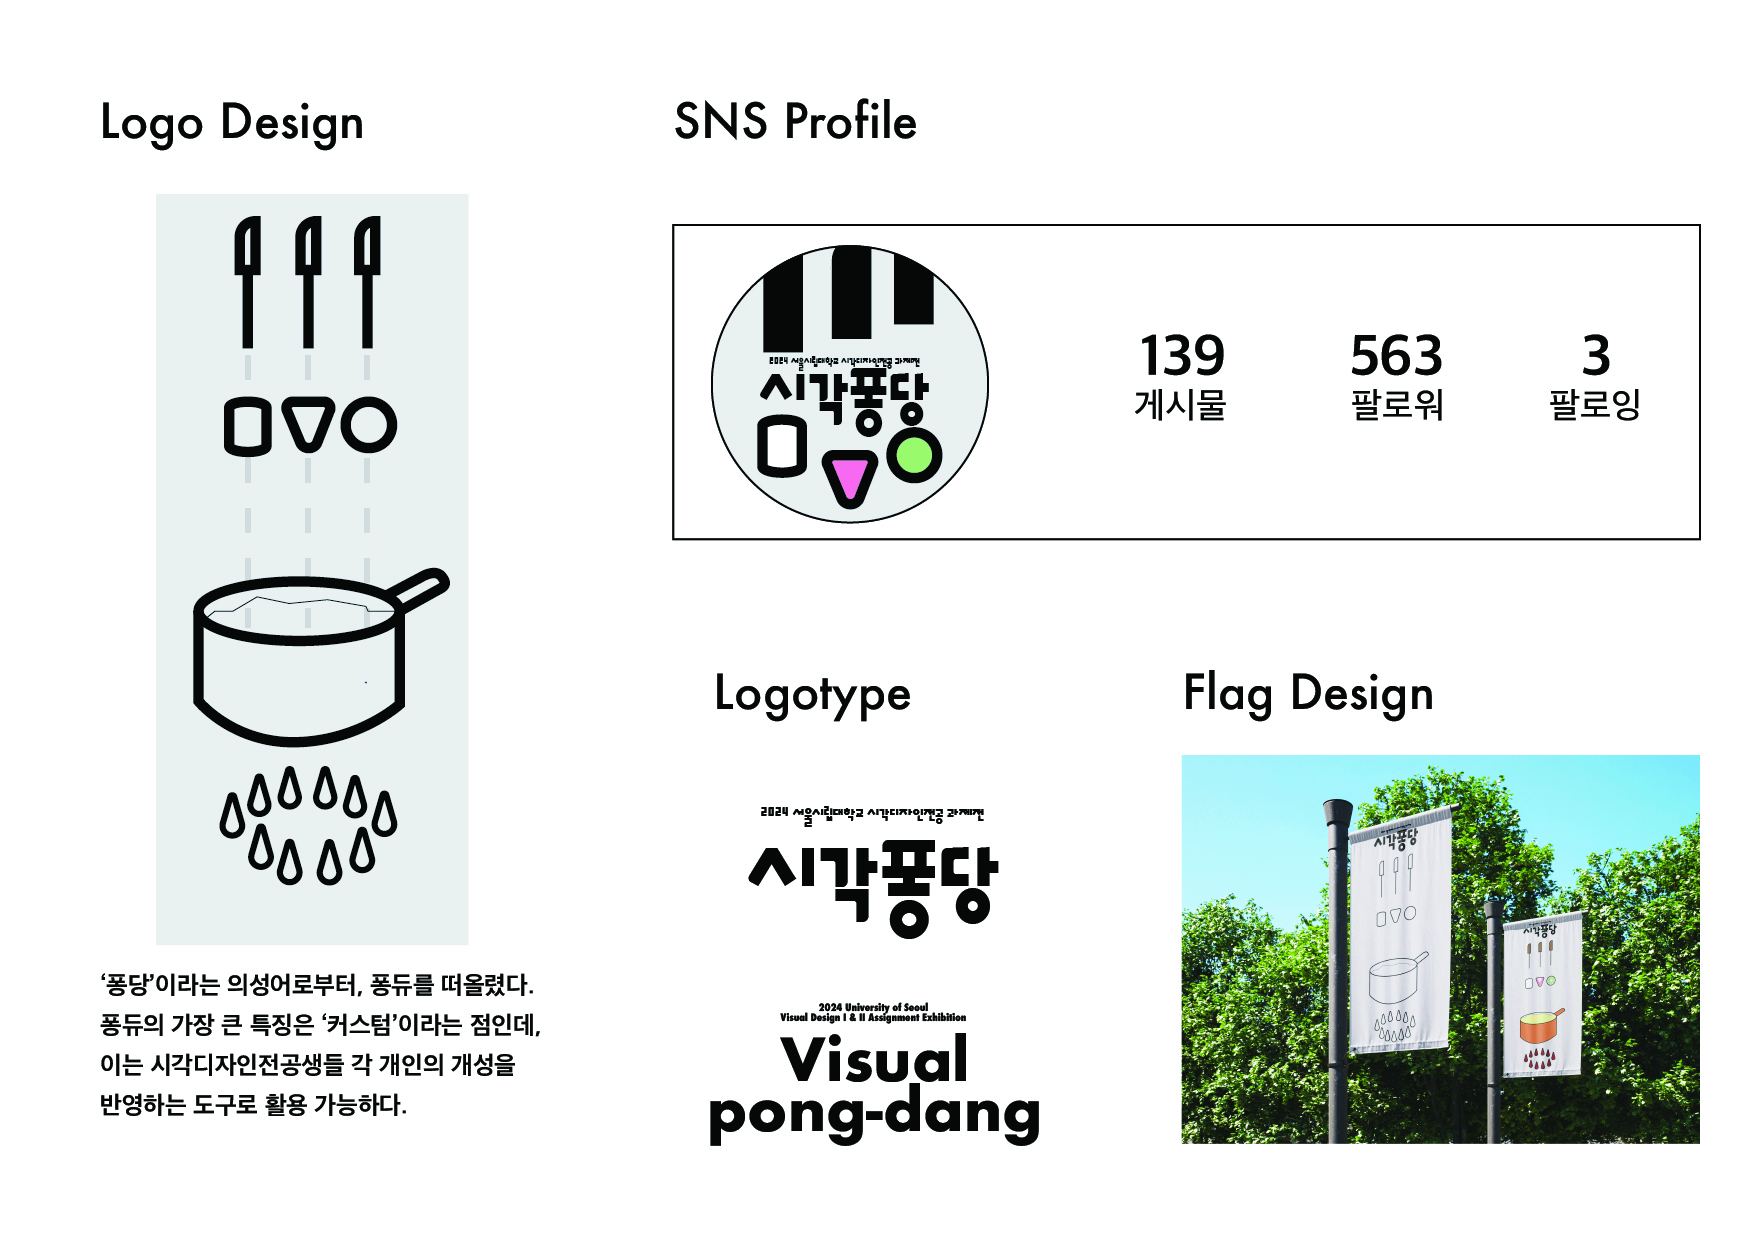 Logo Design
‘퐁당’이라는 의성어로부터, 퐁듀를 떠올렸다.
퐁듀의 가장 큰 특징은 ‘커스텀’이라는 점인데,
이는 시각디자인전공생들 각 개인의 개성을
반영하는 도구로 활용 가능하다.
SNS Profile
2024 서울시립대학교 시각디자인전공 과제전
시각퐁당
139
게시물
563
팔로워
3
팔로잉
Logotype
2024 서울시립대학교 시각디자인전공 과제전
시각퐁당
2024 University of Seoul
Visual Design I & II Assignment Exhibition
Visual
pong-dang
Flag Design
시각퐁당
시각퐁당